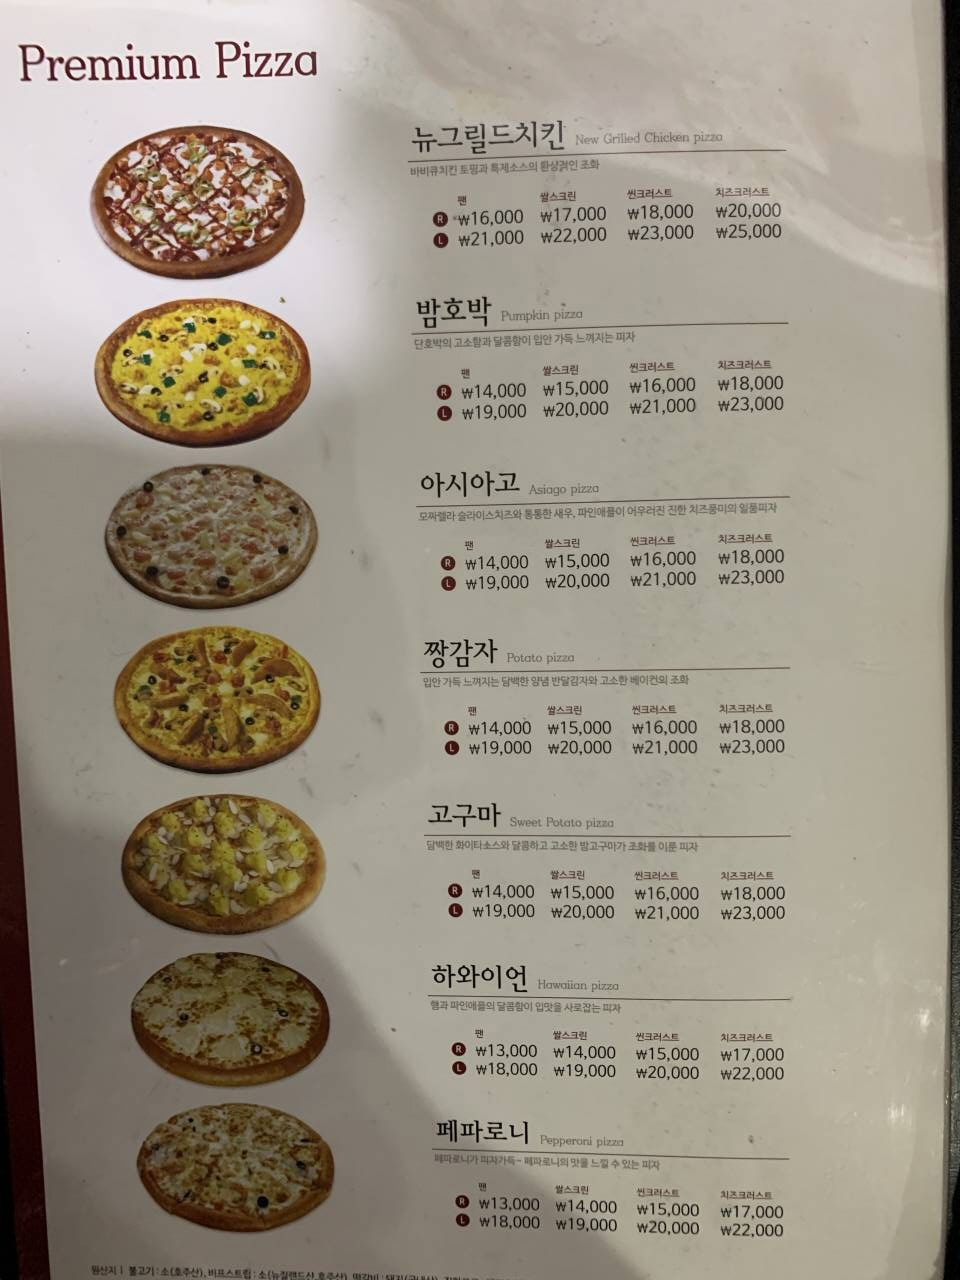 Premium Pizza
뉴그릴드치킨 New Grilled Chicken pizza
바비큐치킨 토핑과 특제소스의 환상적인 조화
팬 쌀스크린 씬크러스트 치즈크러스트
R ₩16,000 ₩17,000 ₩18,000 ₩20,000
L ₩21,000 ₩22,000 ₩23,000 ₩25,000
밤호박 Pumpkin pizza
단호박의 고소함과 달콤함이 입안 가득 느껴지는 피자
팬 쌀스크린 씬크러스트 치즈크러스트
R ₩14,000 ₩15,000 ₩16,000 ₩18,000
L ₩19,000 ₩20,000 ₩21,000 ₩23,000
아시아고 Asiago pizza
모짜렐라 슬라이스치즈와 통통한 새우, 파인애플이 어우러진 진한 치즈풍미의 일품피자
팬 쌀스크린 씬크러스트 치즈크러스트
R ₩14,000 ₩15,000 ₩16,000 ₩18,000
L ₩19,000 ₩20,000 ₩21,000 ₩23,000
짱감자 Potato pizza
입안 가득 느껴지는 담백한 양념 반달감자와 고소한 베이컨의 조화
팬 쌀스크린 씬크러스트 치즈크러스트
R ₩14,000 ₩15,000 ₩16,000 ₩18,000
L ₩19,000 ₩20,000 ₩21,000 ₩23,000
고구마 Sweet Potato pizza
담백한 화이타소스와 달콤하고 고소한 밤고구마가 조화를 이룬 피자
팬 쌀스크린 씬크러스트 치즈크러스트
R ₩14,000 ₩15,000 ₩16,000 ₩18,000
L ₩19,000 ₩20,000 ₩21,000 ₩23,000
하와이언 Hawaiian pizza
햄과 파인애플의 달콤함이 입맛을 사로잡는 피자
팬 쌀스크린 씬크러스트 치즈크러스트
R ₩13,000 ₩14,000 ₩15,000 ₩17,000
L ₩18,000 ₩19,000 ₩20,000 ₩22,000
페파로니 Pepperoni pizza
페파로니가 피자가득~ 페파로니의 맛을 느낄 수 있는 피자
팬 쌀스크린 씬크러스트 치즈크러스트
R ₩13,000 ₩14,000 ₩15,000 ₩17,000
L ₩18,000 ₩19,000 ₩20,000 ₩22,000
원산지 | 불고기 : 소(호주산), 비프스트립 : 소(뉴질랜드산,호주산)